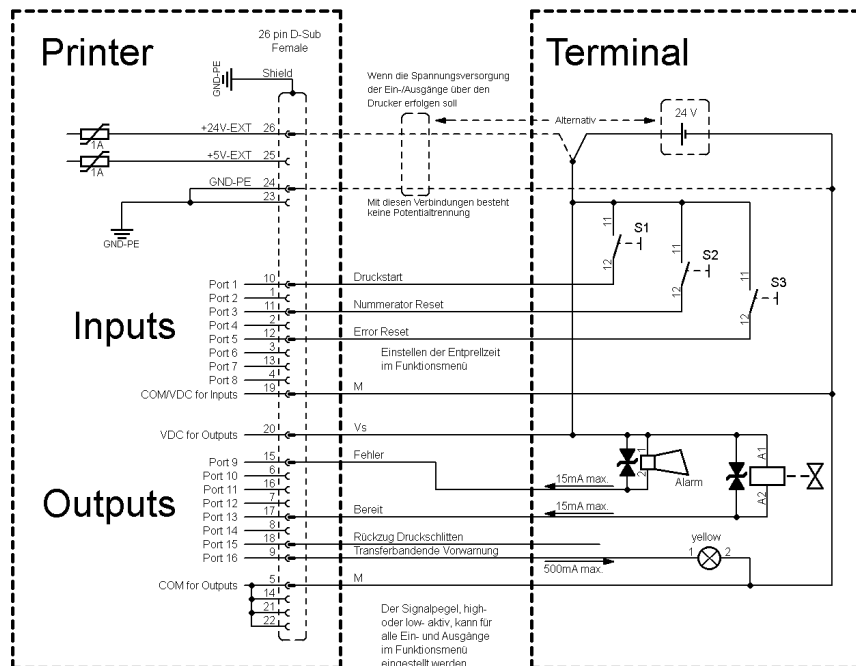 Printer
26 pin D-Sub
Female
Terminal
GND-PE
Shield
Wenn die Spannungsversorgung
der Ein-/Ausgänge über den
Drucker erfolgen soll
Alternativ
24 V
+24V-EXT 26
1A
+5V-EXT 25
1A
GND-PE 24
23
GND-PE
Mit diesen Verbindungen besteht
keine Potentialtrennung
11
S1
12
11
S2
12
11
S3
12
Inputs
Port 1 10 Druckstart
Port 2 1
Port 3 11 Nummerator Reset
Port 4 2
Port 5 12 Error Reset
Port 6 3
Port 7 13
Port 8 4
COM/VDC for Inputs 19 M
Einstellen der Entprellzeit
im Funktionsmenü
VDC for Outputs 20 Vs
Outputs
Port 9 15 Fehler
Port 10 6
Port 11 16
Port 12 7
Port 13 17 Bereit
Port 14 8
Port 15 18 Rückzug Druckschlitten
Port 16 9 Transferbandende Vorwarnung
COM for Outputs 5 M
14
21
22
15mA max.
15mA max.
500mA max.
1
2
Alarm
A1
A2
yellow
1 2
Der Signalpegel, high-
oder low- aktiv, kann für
alle Ein- und Ausgänge
im Funktionsmenü
eingestellt werden